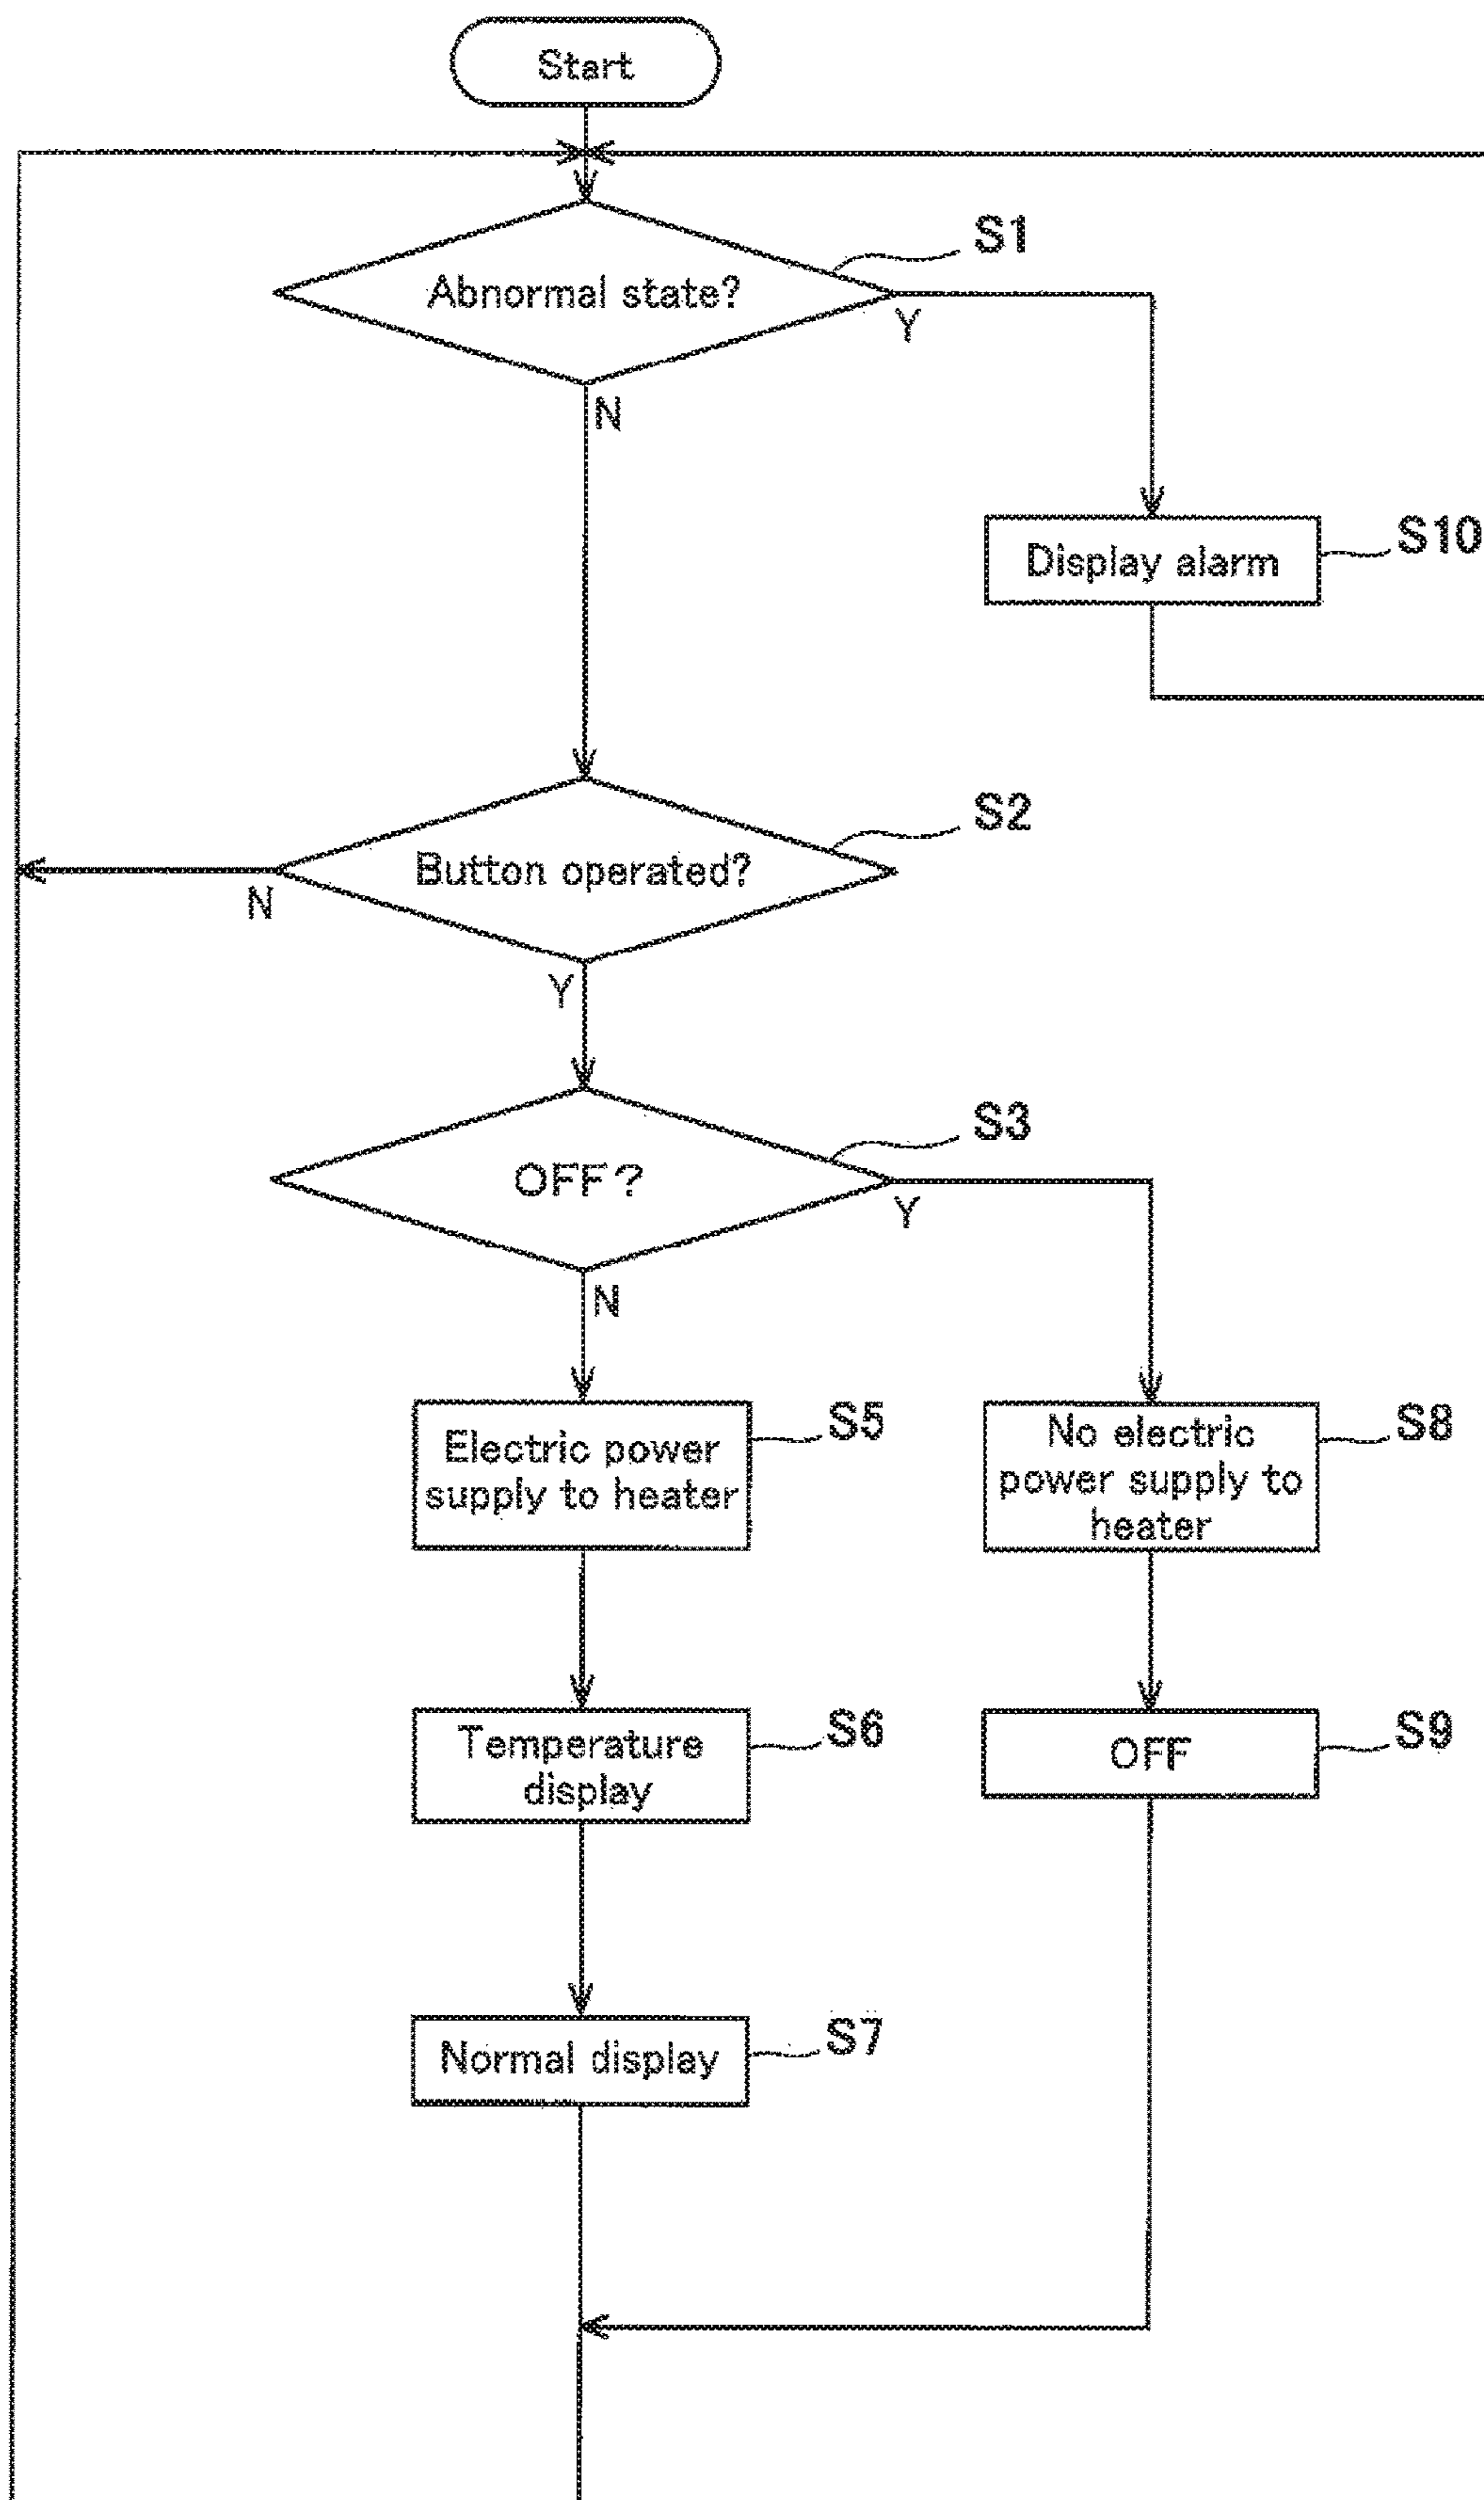 Start
S1
Abnormal state?
Y
N
S10
Display alarm
S2
Button operated?
N
Y
S3
OFF?
Y
N
S5
Electric power
supply to heater
S8
No electric
power supply to
heater
S6
Temperature
display
S9
OFF
S7
Normal display